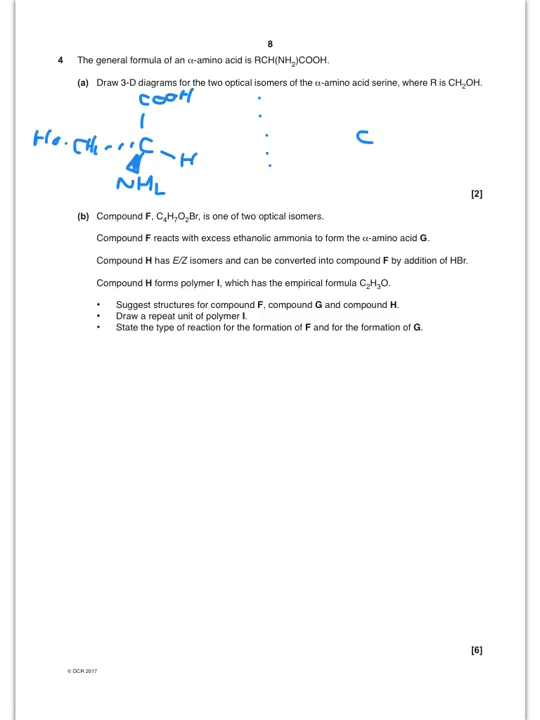 8
4 The general formula of an α-amino acid is RCH(NH₂)COOH.
(a) Draw 3-D diagrams for the two optical isomers of the α-amino acid serine, where R is CH₂OH.
COOH
HO. CH₂ C H
C
NH₂
[2]
(b) Compound F, C₄H₇O₂Br, is one of two optical isomers.
Compound F reacts with excess ethanolic ammonia to form the α-amino acid G.
Compound H has E/Z isomers and can be converted into compound F by addition of HBr.
Compound H forms polymer I, which has the empirical formula C₂H₃O.
• Suggest structures for compound F, compound G and compound H.
• Draw a repeat unit of polymer I.
• State the type of reaction for the formation of F and for the formation of G.
[6]
© OCR 2017